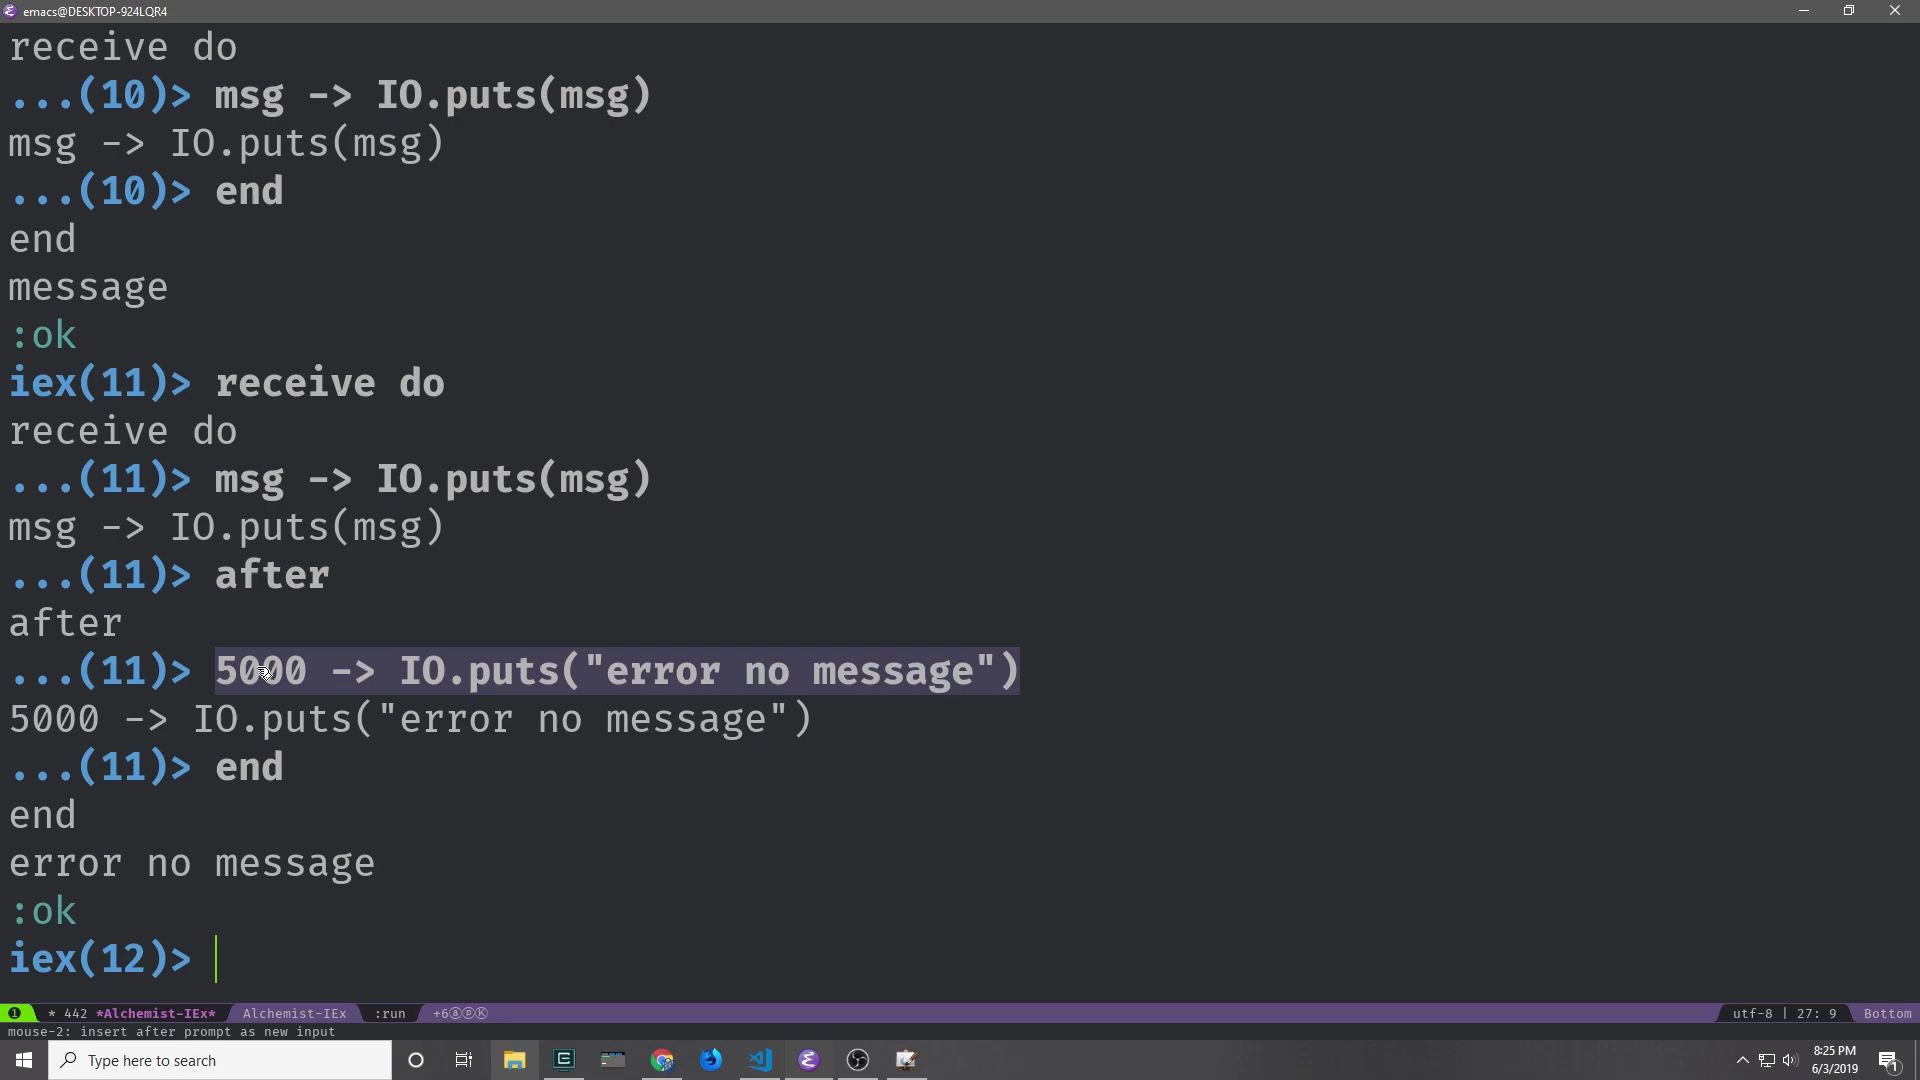 emacs@DESKTOP-924LQR4
receive do
...(10)> msg -> IO.puts(msg)
msg -> IO.puts(msg)
...(10)> end
end
message
:ok
iex(11)> receive do
receive do
...(11)> msg -> IO.puts(msg)
msg -> IO.puts(msg)
...(11)> after
after
...(11)> 5000 -> IO.puts("error no message")
5000 -> IO.puts("error no message")
...(11)> end
end
error no message
:ok
iex(12)>
1 * 442 *Alchemist-IEx* Alchemist-IEx :run +6ⓐⓟⓀ utf-8 | 27: 9 Bottom
mouse-2: insert after prompt as new input
Type here to search
8:25 PM
6/3/2019
1